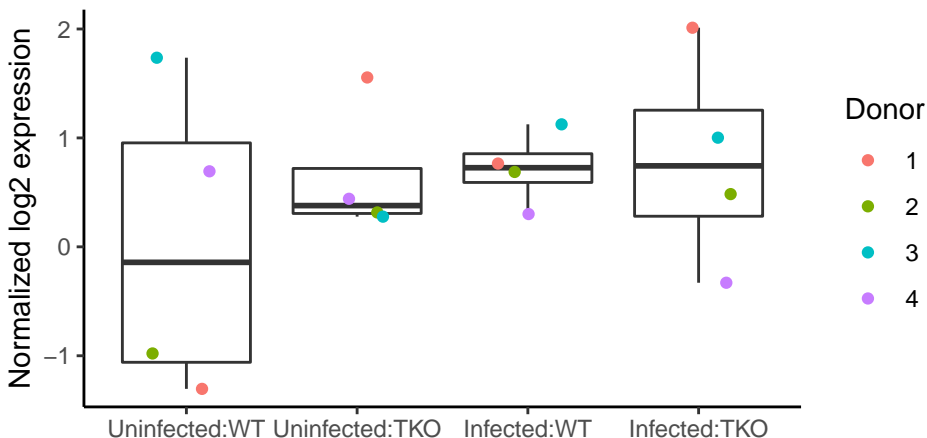 Normalized log2 expression
2
1
0
−1
Uninfected:WT
Uninfected:TKO
Infected:WT
Infected:TKO
Donor
1
2
3
4